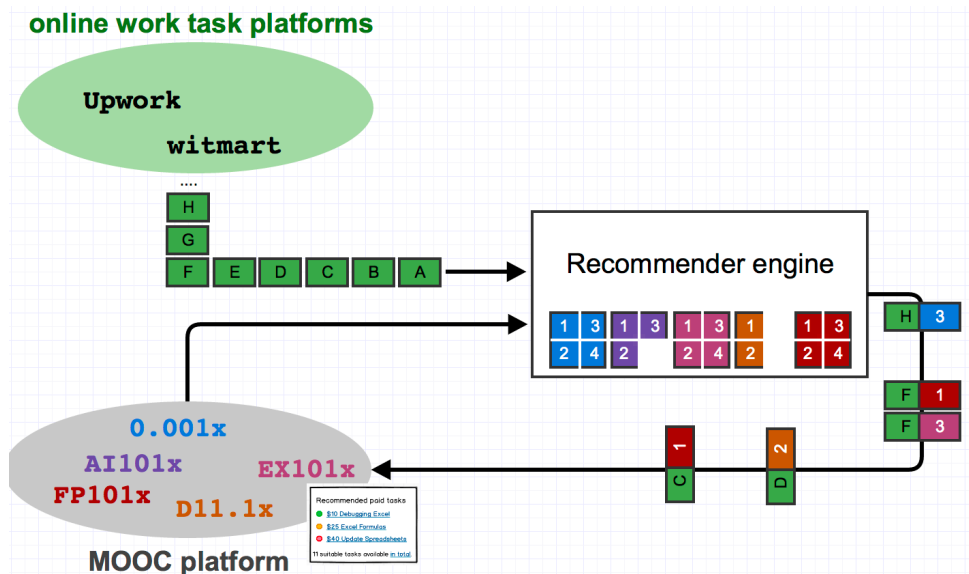 online work task platforms
Upwork
witmart
....
H
G
F E D C B A
Recommender engine
1 3 1 3 1 3 1 1 3
2 4 2 2 4 2 2 4
H 3
F 1
F 3
1 C
2 D
0.001x
AI101x
EX101x
FP101x
D11.1x
Recommended paid tasks
$10 Debugging Excel
$25 Excel Formulas
$40 Update Spreadsheets
11 suitable tasks available in total.
MOOC platform